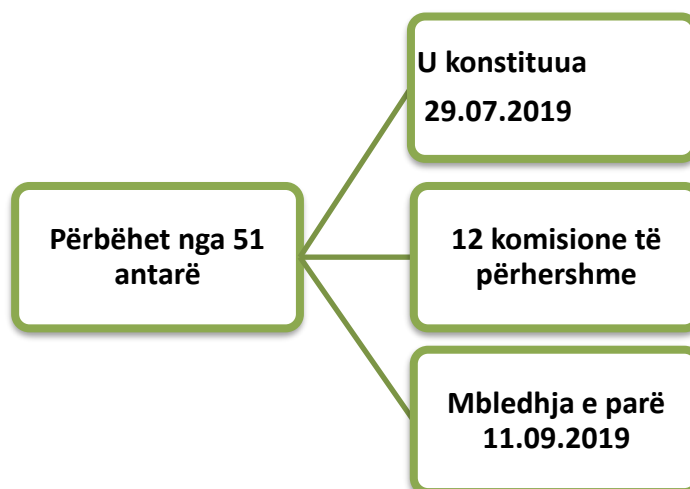 Përbëhet nga 51
antarë
U konstituua
29.07.2019
12 komisione të
përhershme
Mbledhja e parë
11.09.2019